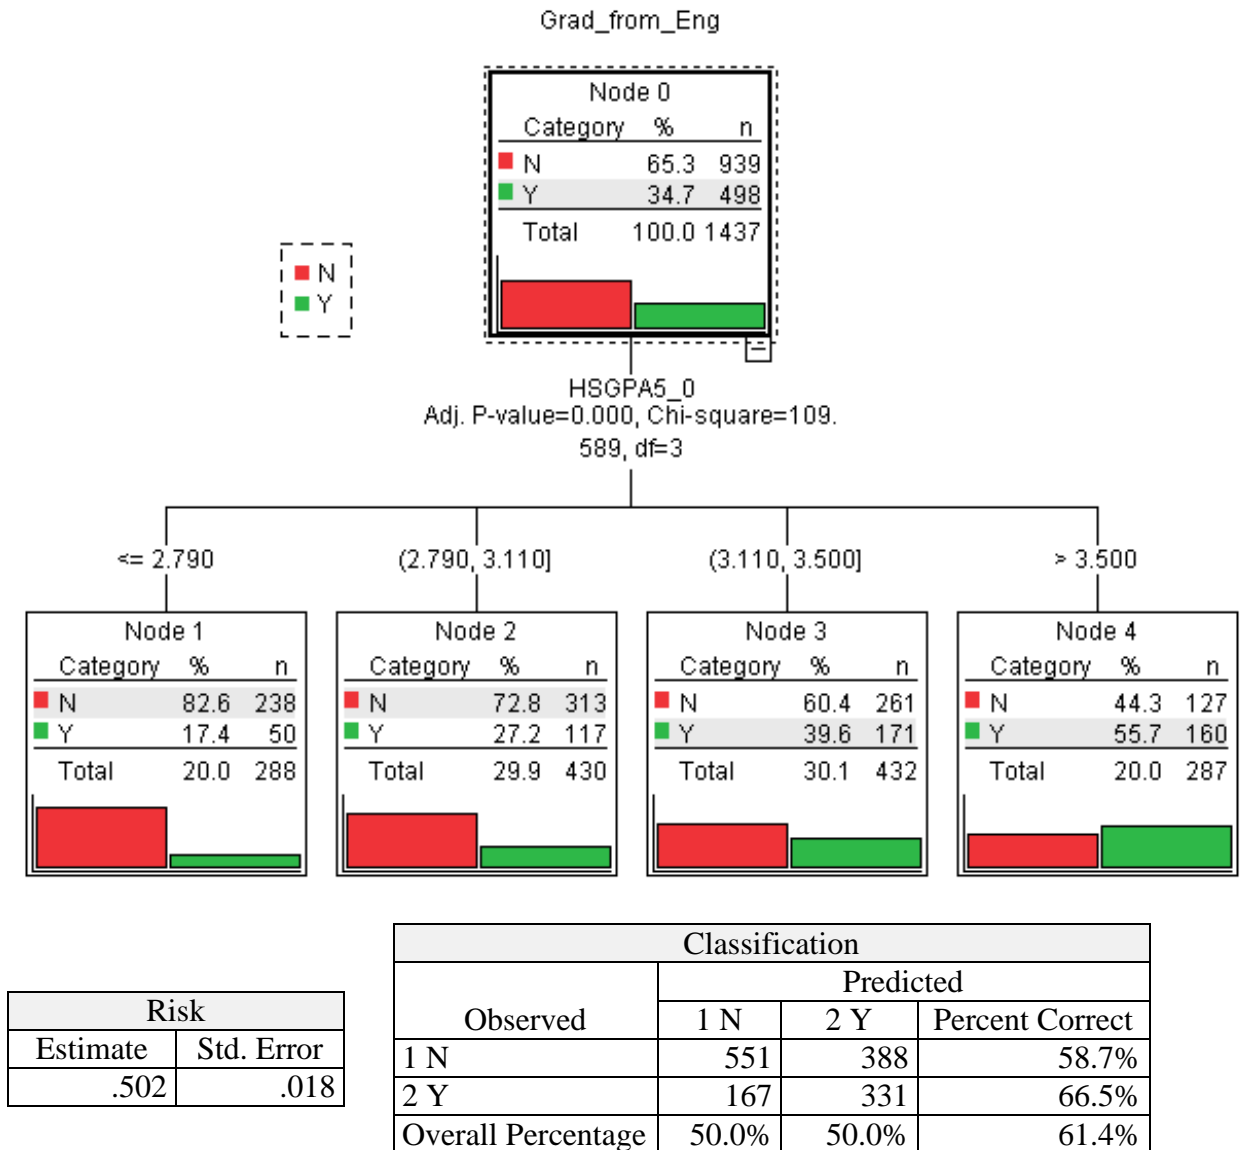 Grad_from_Eng
Node 0
Category % n
N 65.3 939
Y 34.7 498
Total 100.0 1437
N
Y
HSGPA5_0
Adj. P-value=0.000, Chi-square=109.
589, df=3
<= 2.790 (2.790, 3.110] (3.110, 3.500] > 3.500
Node 1
Category % n
N 82.6 238
Y 17.4 50
Total 20.0 288
Node 2
Category % n
N 72.8 313
Y 27.2 117
Total 29.9 430
Node 3
Category % n
N 60.4 261
Y 39.6 171
Total 30.1 432
Node 4
Category % n
N 44.3 127
Y 55.7 160
Total 20.0 287
Risk
Estimate Std. Error
.502 .018
Classification
Predicted
Observed 1 N 2 Y Percent Correct
1 N 551 388 58.7%
2 Y 167 331 66.5%
Overall Percentage 50.0% 50.0% 61.4%